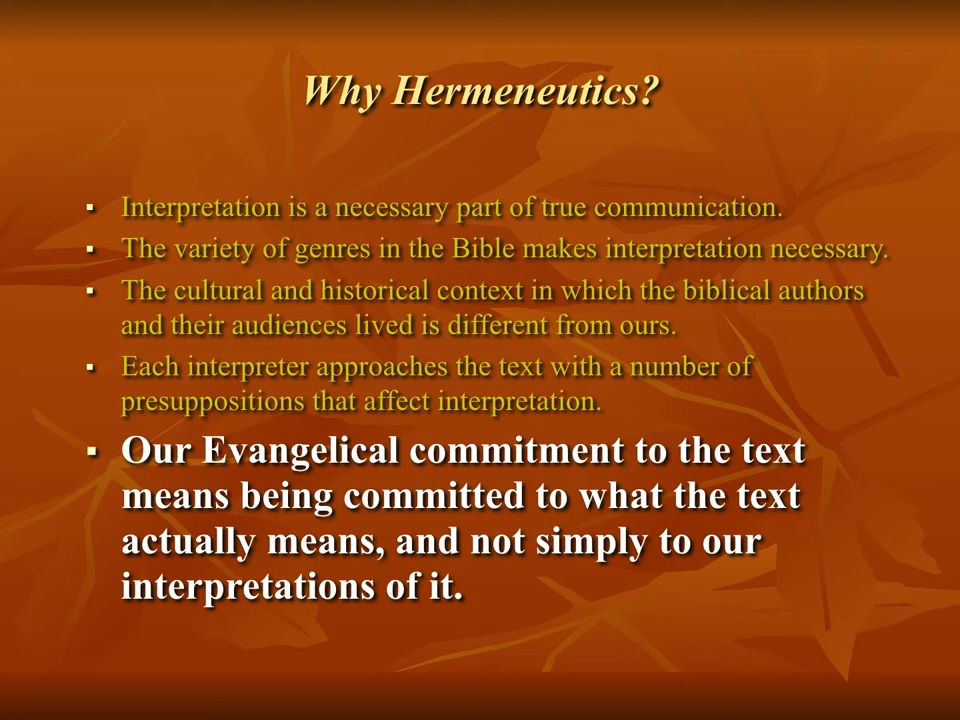 Why Hermeneutics?
▪ Interpretation is a necessary part of true communication.
▪ The variety of genres in the Bible makes interpretation necessary.
▪ The cultural and historical context in which the biblical authors
and their audiences lived is different from ours.
▪ Each interpreter approaches the text with a number of
presuppositions that affect interpretation.
▪ Our Evangelical commitment to the text
means being committed to what the text
actually means, and not simply to our
interpretations of it.